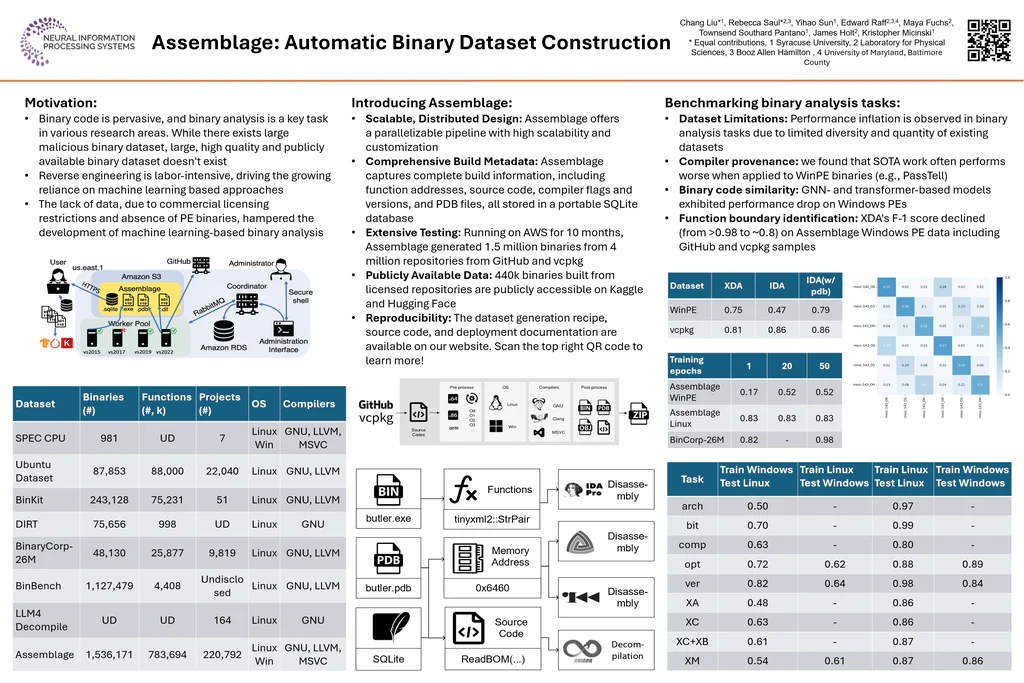 NEURAL INFORMATION
PROCESSING SYSTEMS
Assemblage: Automatic Binary Dataset Construction
Chang Liu*¹, Rebecca Saul*²,³, Yihao Sun¹, Edward Raff²,³,⁴, Maya Fuchs²,
Townsend Southard Pantano¹, James Holt², Kristopher Micinski¹
* Equal contributions, 1 Syracuse University, 2 Laboratory for Physical
Sciences, 3 Booz Allen Hamilton , 4 University of Maryland, Baltimore
County
Motivation:
• Binary code is pervasive, and binary analysis is a key task
in various research areas. While there exists large
malicious binary dataset, large, high quality and publicly
available binary dataset doesn't exist
• Reverse engineering is labor-intensive, driving the growing
reliance on machine learning based approaches
• The lack of data, due to commercial licensing
restrictions and absence of PE binaries, hampered the
development of machine learning-based binary analysis
User
us.east.1
GitHub
Administrator
HTTPS
Amazon S3
Assemblage
.sqlite .exe .pdb .dll
Worker Pool
vs2015 vs2017 vs2019 vs2022
RabbitMQ
Coordinator
Amazon RDS
Secure
shell
Administration
Interface
Dataset Binaries (#) Functions (#, k) Projects (#) OS Compilers
SPEC CPU 981 UD 7 Linux Win GNU, LLVM, MSVC
Ubuntu Dataset 87,853 88,000 22,040 Linux GNU, LLVM
BinKit 243,128 75,231 51 Linux GNU, LLVM
DIRT 75,656 998 UD Linux GNU
BinaryCorp-26M 48,130 25,877 9,819 Linux GNU, LLVM
BinBench 1,127,479 4,408 Undisclosed Linux GNU, LLVM
LLM4 Decompile UD UD 164 Linux GNU
Assemblage 1,536,171 783,694 220,792 Linux Win GNU, LLVM, MSVC
Introducing Assemblage:
• Scalable, Distributed Design: Assemblage offers
a parallelizable pipeline with high scalability and
customization
• Comprehensive Build Metadata: Assemblage
captures complete build information, including
function addresses, source code, compiler flags and
versions, and PDB files, all stored in a portable SQLite
database
• Extensive Testing: Running on AWS for 10 months,
Assemblage generated 1.5 million binaries from 4
million repositories from GitHub and vcpkg
• Publicly Available Data: 440k binaries built from
licensed repositories are publicly accessible on Kaggle
and Hugging Face
• Reproducibility: The dataset generation recipe,
source code, and deployment documentation are
available on our website. Scan the top right QR code to
learn more!
GitHub
vcpkg
Source
Codes
Pre-process
.64
.86
arm
Od
O1
O2
O3
...
OS
Linux
Win
Compilers
GNU
Clang
MSVC
Post-process
BIN
PDB
OBJ
ZIP
BIN
butler.exe
PDB
butler.pdb
SQLite
Functions
tinyxml2::StrPair
Memory
Address
0x6460
Source
Code
ReadBOM(...)
IDA
Pro
Disasse-
mbly
Disasse-
mbly
Disasse-
mbly
Decom-
pilation
Benchmarking binary analysis tasks:
• Dataset Limitations: Performance inflation is observed in binary
analysis tasks due to limited diversity and quantity of existing
datasets
• Compiler provenance: we found that SOTA work often performs
worse when applied to WinPE binaries (e.g., PassTell)
• Binary code similarity: GNN- and transformer-based models
exhibited performance drop on Windows PEs
• Function boundary identification: XDA's F-1 score declined
(from >0.98 to ~0.8) on Assemblage Windows PE data including
GitHub and vcpkg samples
Dataset XDA IDA IDA(w/ pdb)
WinPE 0.75 0.47 0.79
vcpkg 0.81 0.86 0.86
Training epochs 1 20 50
Assemblage WinPE 0.17 0.52 0.52
Assemblage Linux 0.83 0.83 0.83
BinCorp-26M 0.82 - 0.98
Task Train Windows Test Linux Train Linux Test Windows Train Linux Test Linux Train Windows Test Windows
arch 0.50 - 0.97 -
bit 0.70 - 0.99 -
comp 0.63 - 0.80 -
opt 0.72 0.62 0.88 0.89
ver 0.82 0.64 0.98 0.84
XA 0.48 - 0.86 -
XC 0.63 - 0.86 -
XC+XB 0.61 - 0.87 -
XM 0.54 0.61 0.87 0.86